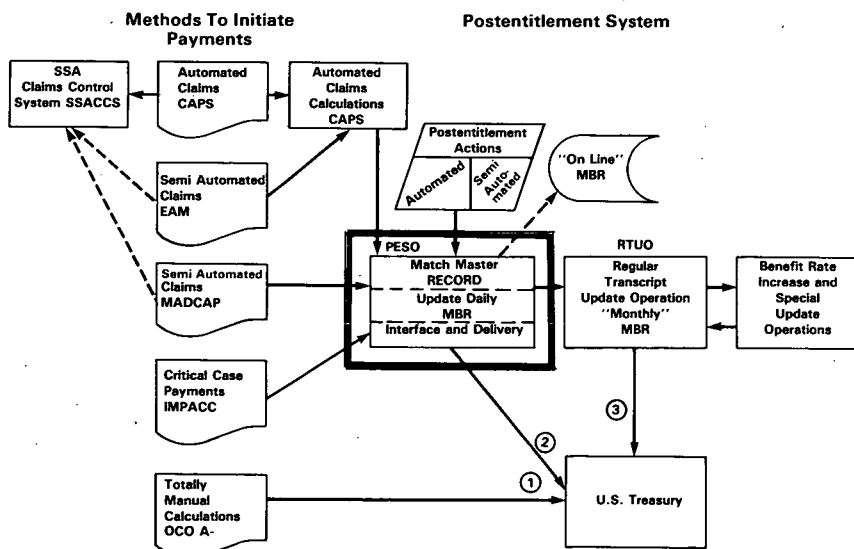 Methods To Initiate
Payments
Postentitlement System
SSA
Claims Control
System SSACCS
Automated
Claims
CAPS
Automated
Claims
Calculations
CAPS
Postentitlement
Actions
Automated
Semi
Auto-
mated
"On Line"
MBR
Semi Automated
Claims
EAM
PESO
RTUO
Semi Automated
Claims
MADCAP
Match Master
RECORD
Update Daily
MBR
Interface and Delivery
Regular
Transcript
Update Operation
"Monthly"
MBR
Benefit Rate
Increase and
Special
Update
Operations
Critical Case
Payments
IMPACC
3
2
1
Totally
Manual
Calculations
OCO A-
U.S. Treasury